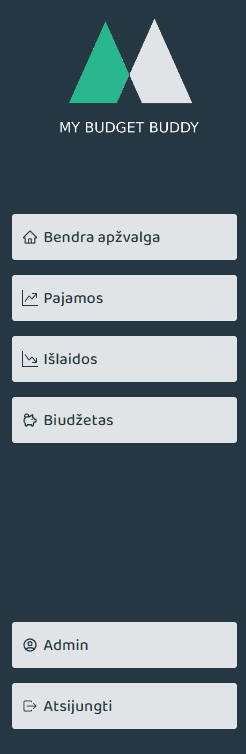 MY BUDGET BUDDY
Bendra apžvalga
Pajamos
Išlaidos
Biudžetas
Admin
Atsijungti